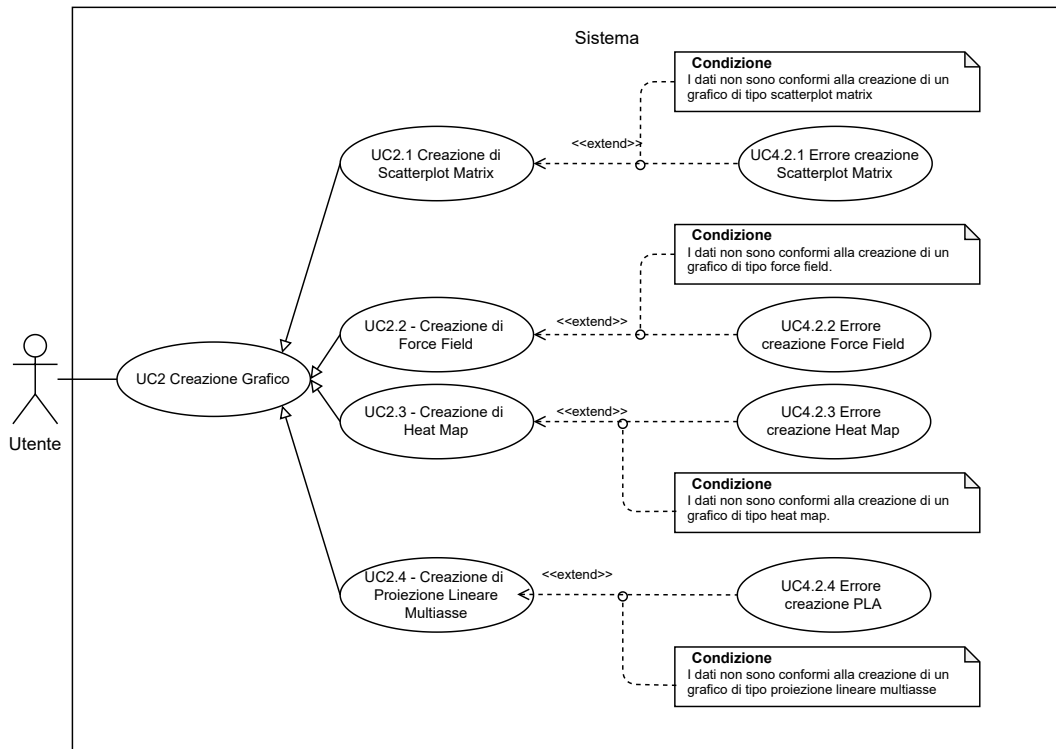 Sistema
Condizione
I dati non sono conformi alla creazione di un
grafico di tipo scatterplot matrix
<<extend>>
UC2.1 Creazione di
Scatterplot Matrix
UC4.2.1 Errore creazione
Scatterplot Matrix
Condizione
I dati non sono conformi alla creazione di un
grafico di tipo force field.
<<extend>>
UC2.2 - Creazione di
Force Field
UC4.2.2 Errore
creazione Force Field
UC2 Creazione Grafico
Utente
<<extend>>
UC2.3 - Creazione di
Heat Map
UC4.2.3 Errore
creazione Heat Map
Condizione
I dati non sono conformi alla creazione di un
grafico di tipo heat map.
<<extend>>
UC2.4 - Creazione di
Proiezione Lineare
Multiasse
UC4.2.4 Errore
creazione PLA
Condizione
I dati non sono conformi alla creazione di un
grafico di tipo proiezione lineare multiasse